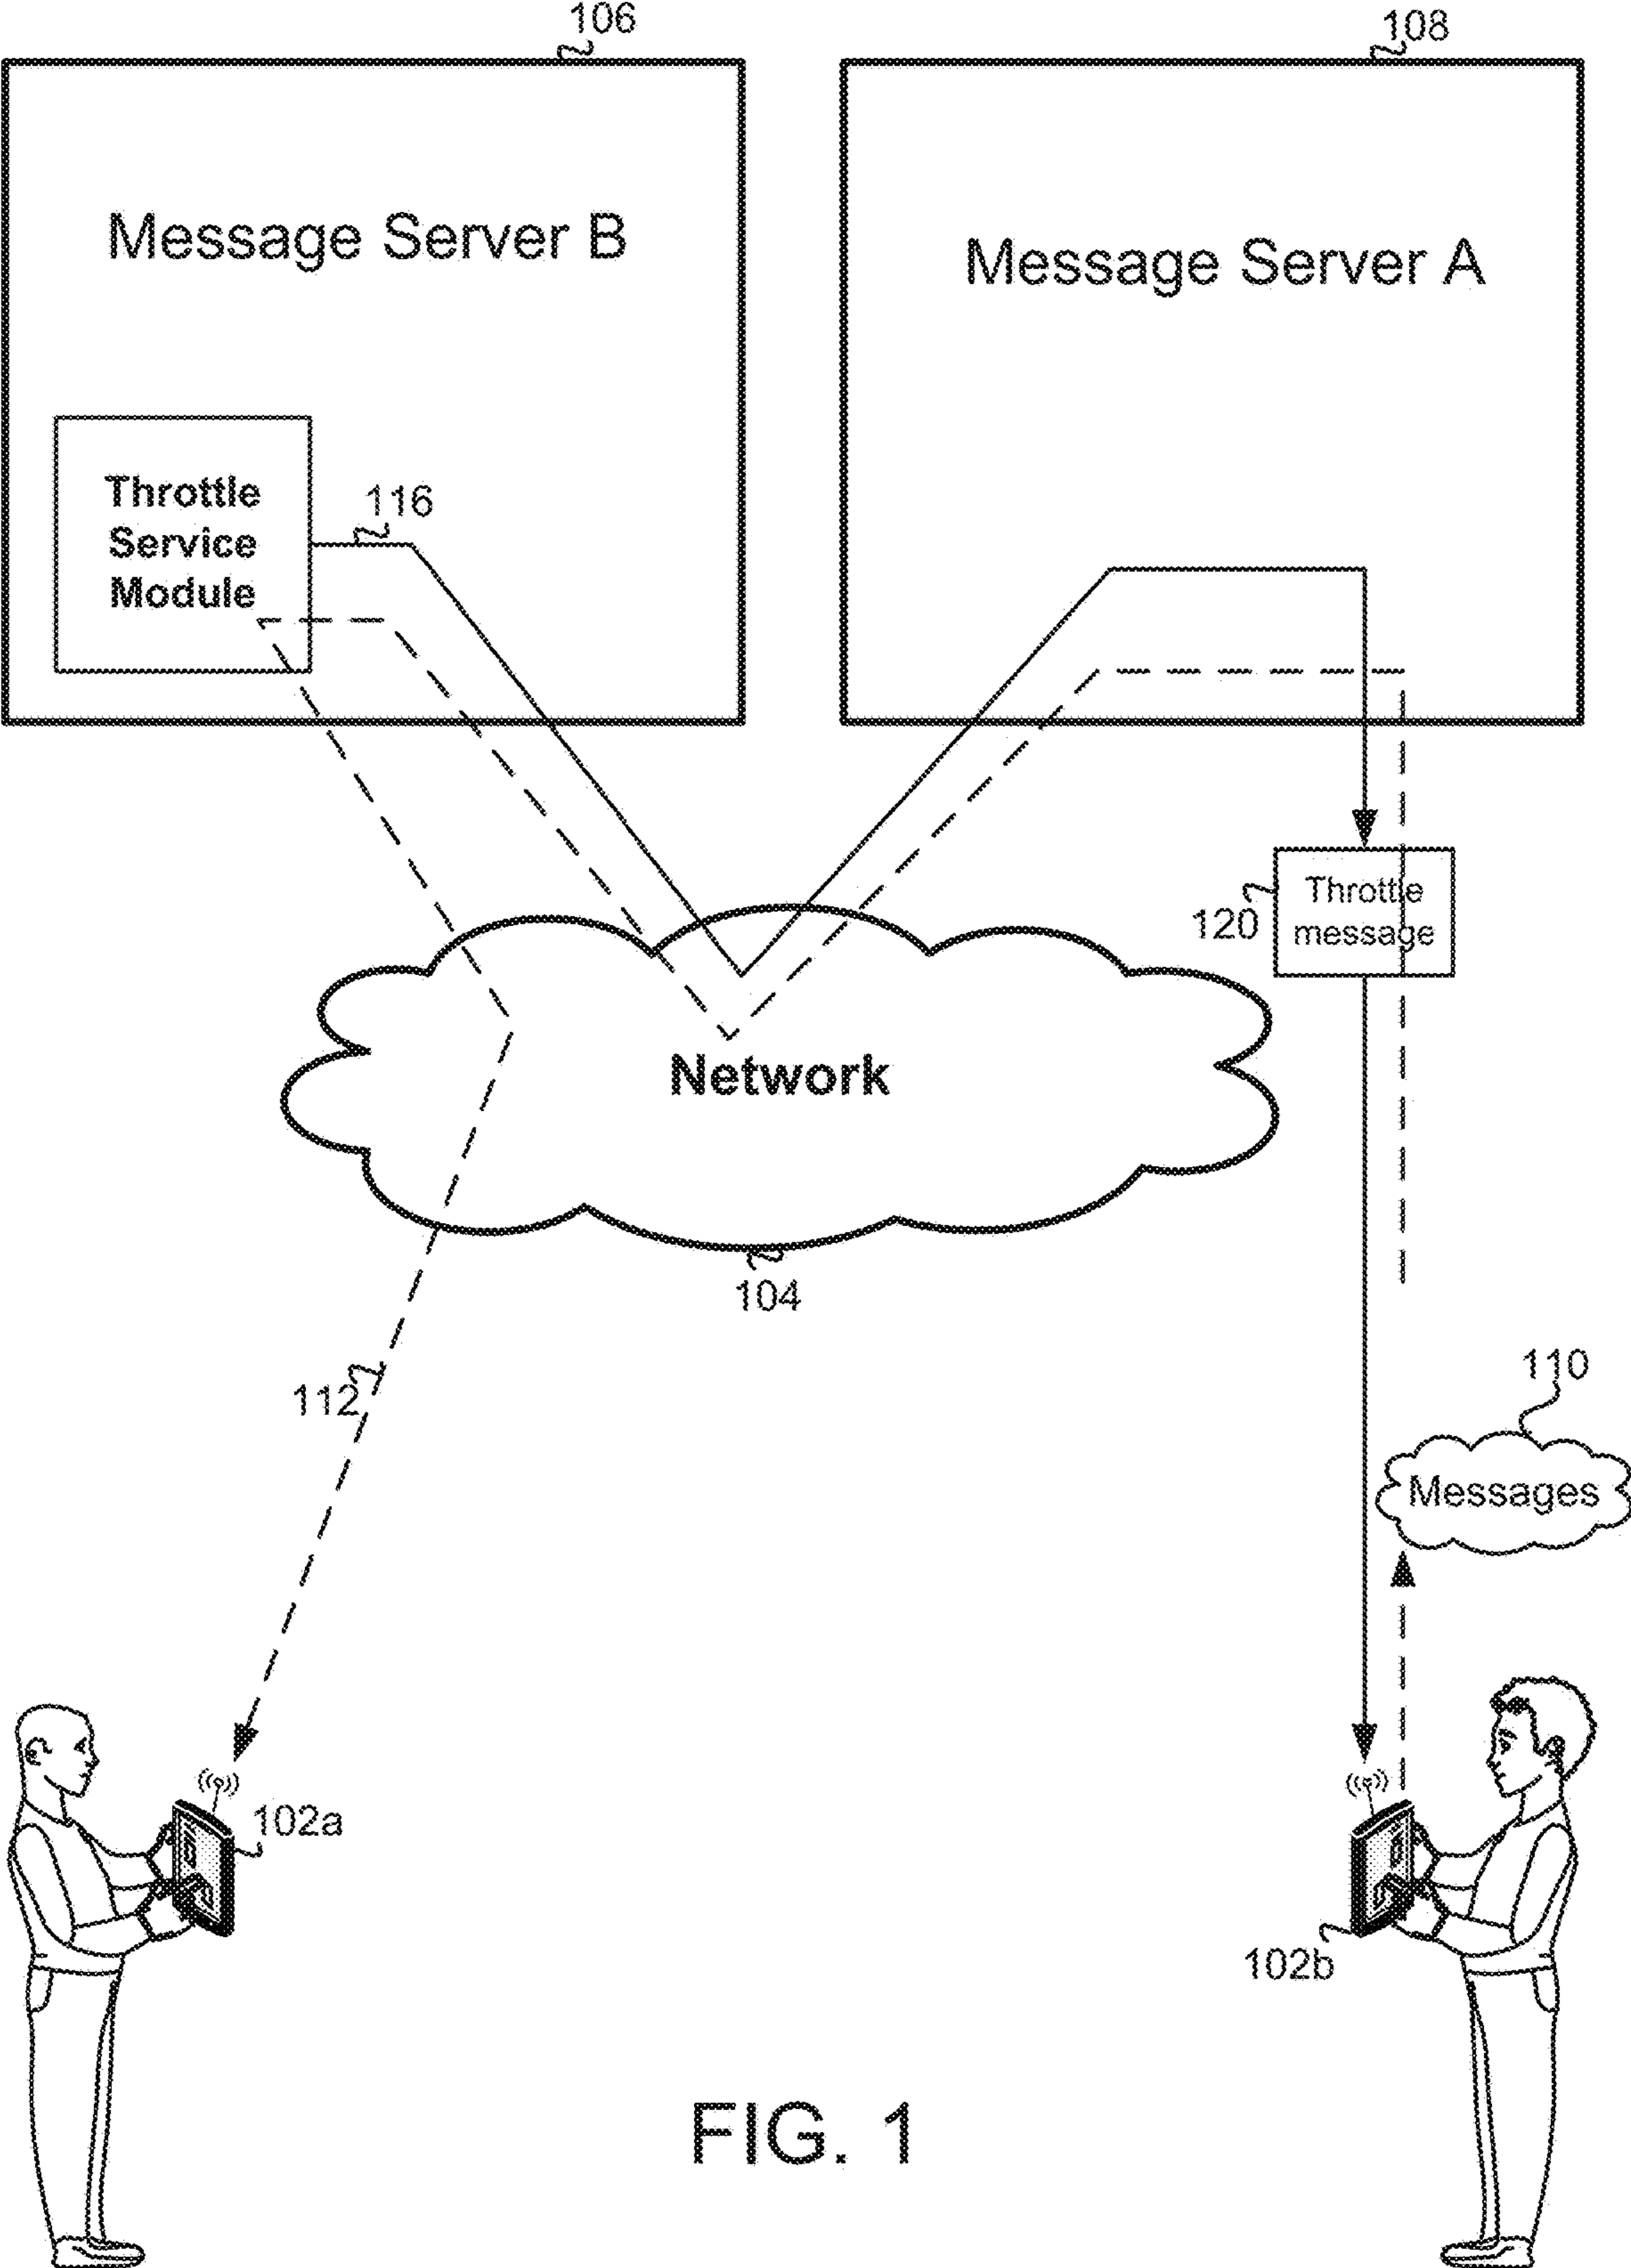 106
108
Message Server B
Message Server A
Throttle
Service
Module
116
Throttle
message
120
Network
104
112
110
Messages
102a
102b
FIG. 1